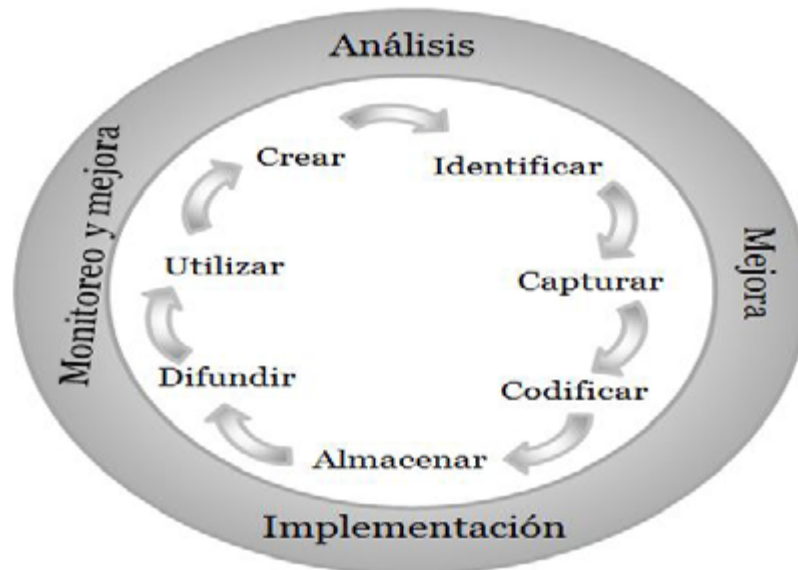 Análisis
Crear
Identificar
Monitoreo y mejora
Utilizar
Capturar
Mejora
Difundir
Codificar
Almacenar
Implementación